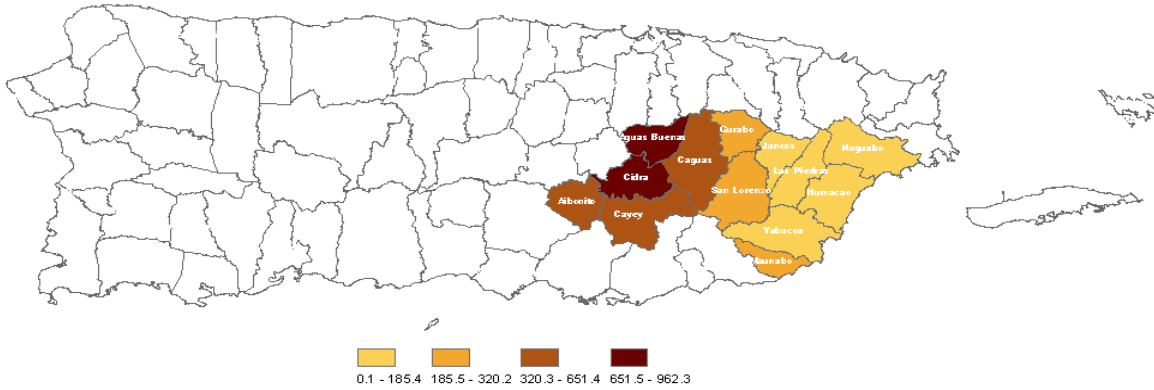 Aguas Buenas
Gurabo
Juncos
Naguabo
Caguas
Las Piedras
Cidra
San Lorenzo
Humacao
Aibonito
Cayey
Yabucoa
Maunabo
0.1 - 185.4 185.5 - 320.2 320.3 - 651.4 651.5 - 962.3